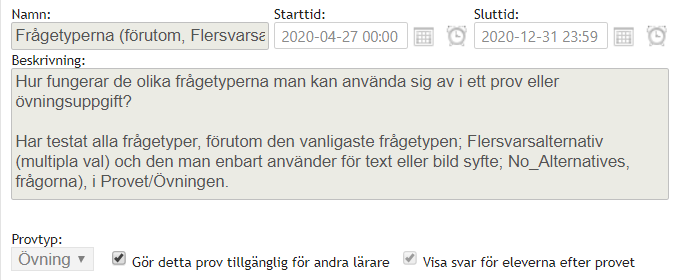 Namn: Starttid: Sluttid:
Frågetyperna (förutom, Flersvarsa 2020-04-27 00:00 2020-12-31 23:59
Beskrivning:
Hur fungerar de olika frågetyperna man kan använda sig av i ett prov eller
övningsuppgift?
Har testat alla frågetyper, förutom den vanligaste frågetypen; Flersvarsalternativ
(multipla val) och den man enbart använder för text eller bild syfte; No_Alternatives,
frågorna), i Provet/Övningen.
Provtyp:
Övning Gör detta prov tillgänglig för andra lärare Visa svar för eleverna efter provet